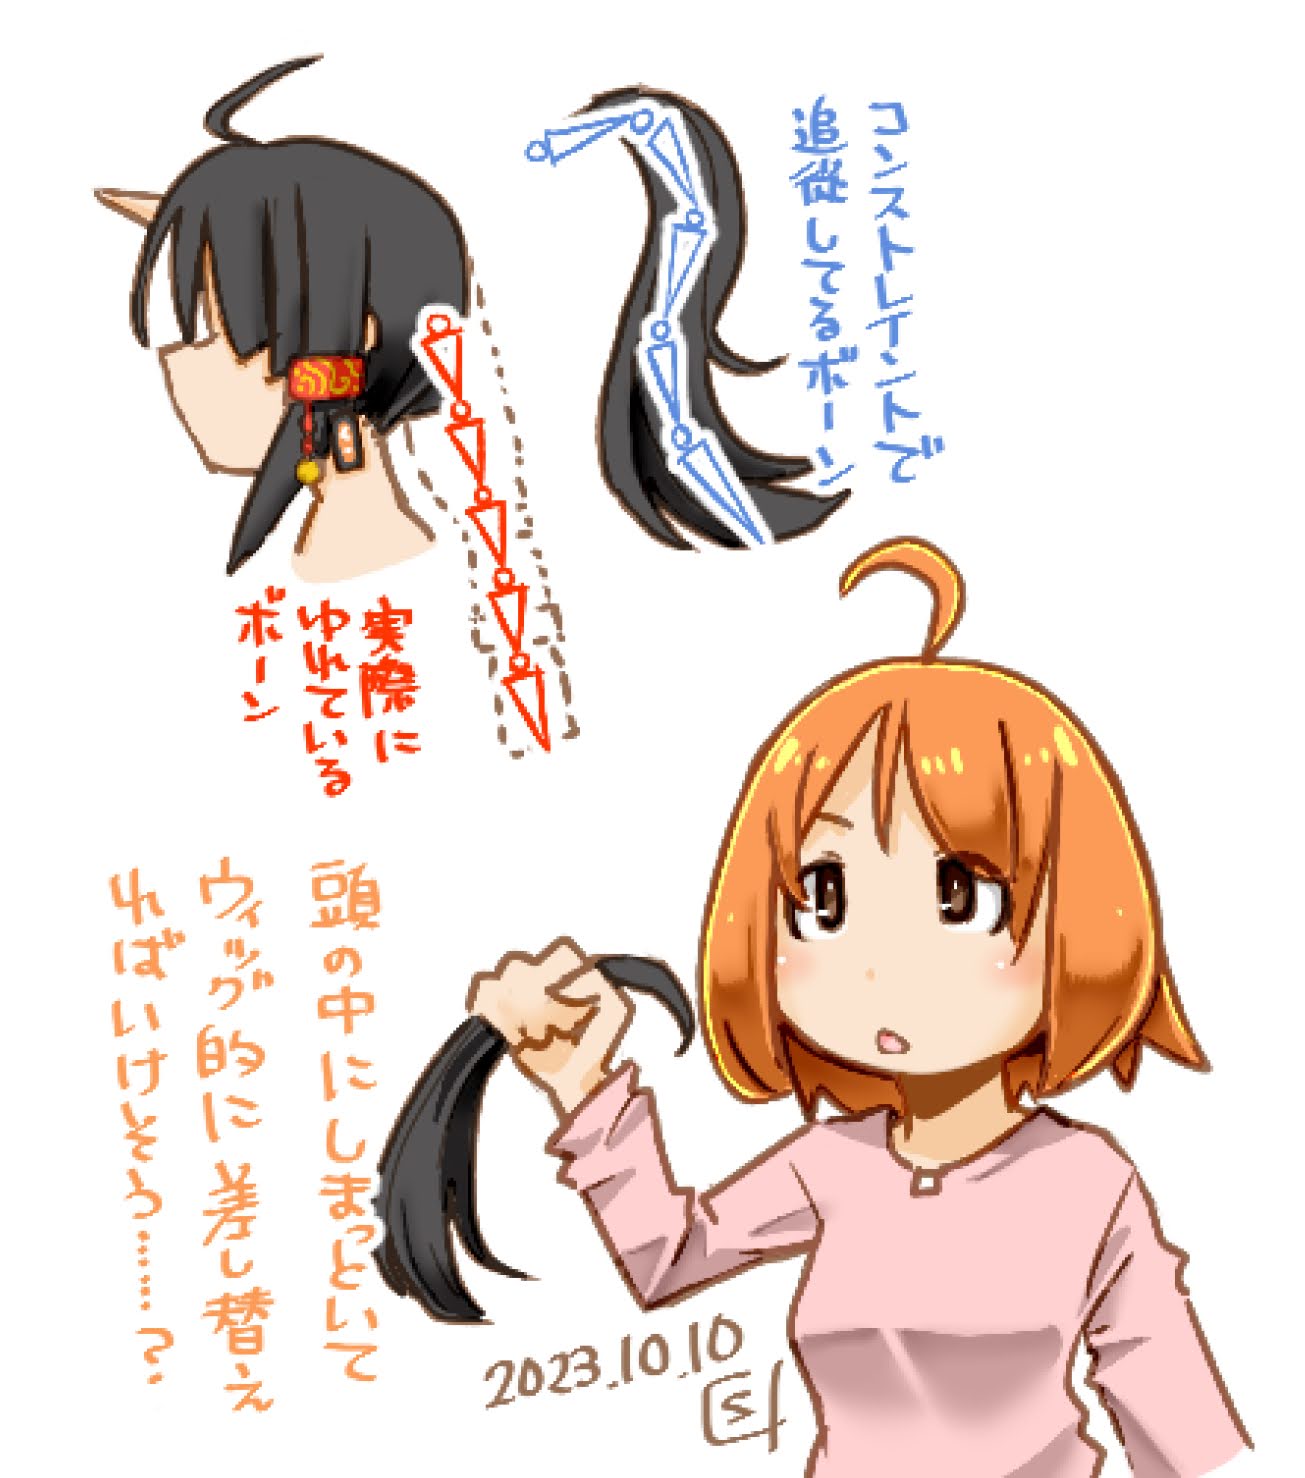 コンストレイントで
追従してるボーン
実際に
ゆれている
ボーン
頭の中にしまっといて
ウィッグ的に差し替え
ればいけそう……?
2023.10.10
S